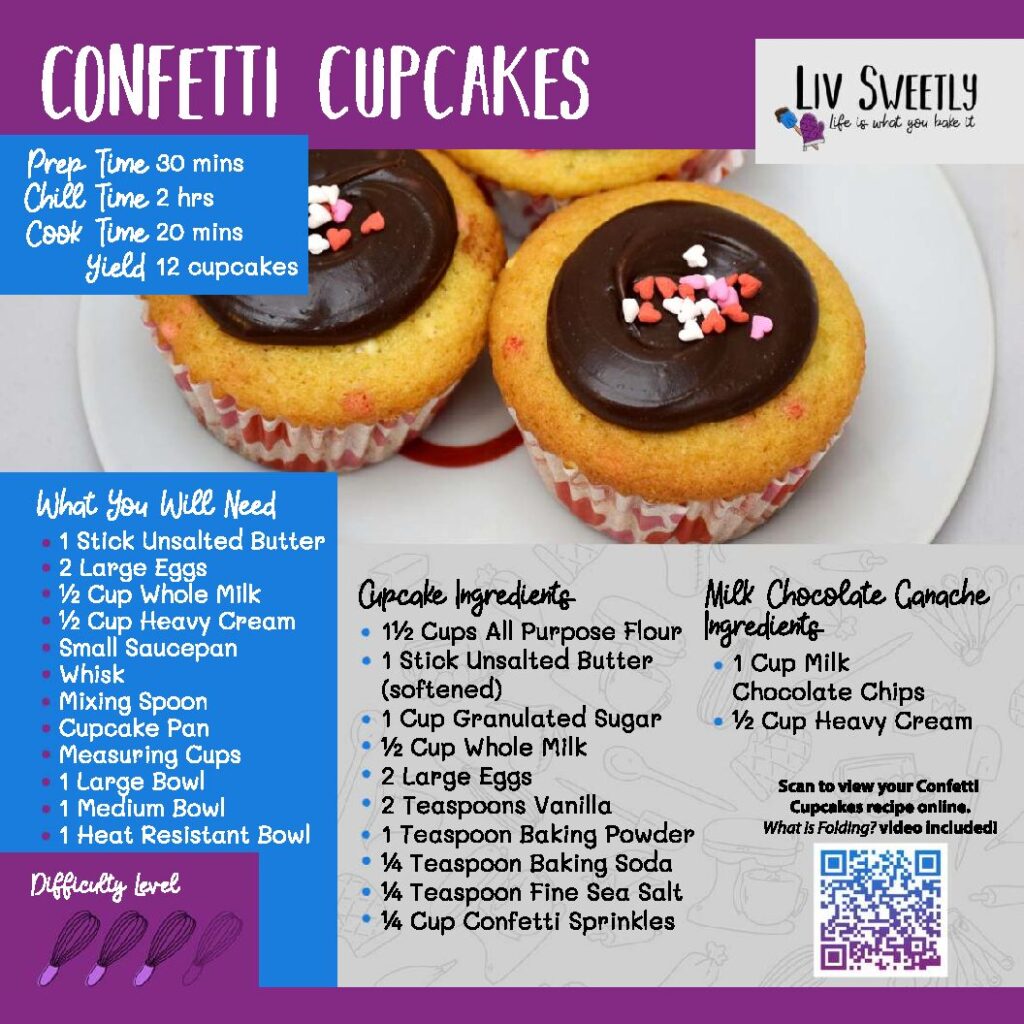 CONFETTI CUPCAKES
LIV SWEETLY
life is what you bake it
Prep Time 30 mins
Chill Time 2 hrs
Cook Time 20 mins
Yield 12 cupcakes
What You Will Need
• 1 Stick Unsalted Butter
• 2 Large Eggs
• ½ Cup Whole Milk
• ½ Cup Heavy Cream
• Small Saucepan
• Whisk
• Mixing Spoon
• Cupcake Pan
• Measuring Cups
• 1 Large Bowl
• 1 Medium Bowl
• 1 Heat Resistant Bowl
Difficulty Level
Cupcake Ingredients
• 1½ Cups All Purpose Flour
• 1 Stick Unsalted Butter
(softened)
• 1 Cup Granulated Sugar
• ½ Cup Whole Milk
• 2 Large Eggs
• 2 Teaspoons Vanilla
• 1 Teaspoon Baking Powder
• ¼ Teaspoon Baking Soda
• ¼ Teaspoon Fine Sea Salt
• ¼ Cup Confetti Sprinkles
Milk Chocolate Ganache
Ingredients
• 1 Cup Milk
Chocolate Chips
• ½ Cup Heavy Cream
Scan to view your Confetti
Cupcakes recipe online.
What is Folding? video included!